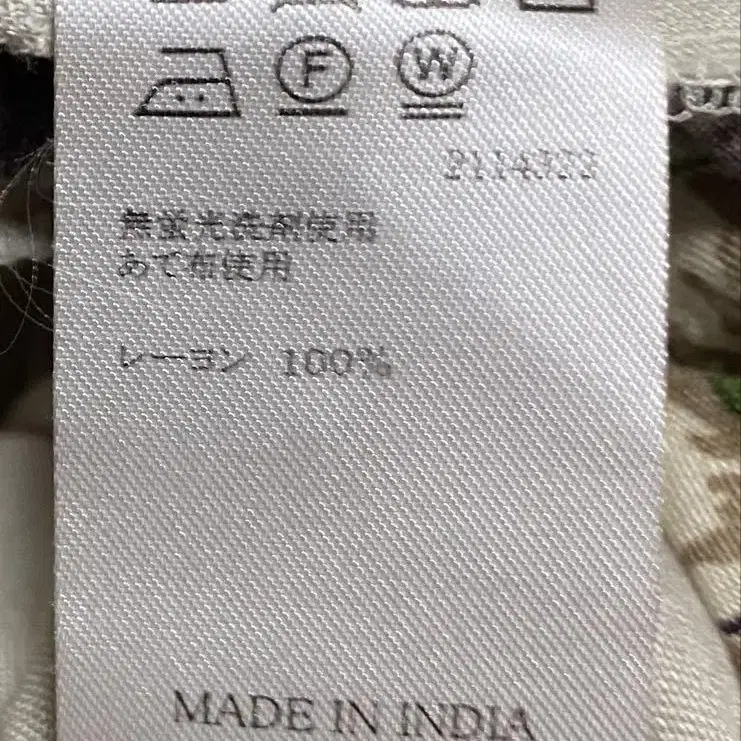 F W
2114333
無蛍光洗剤使用
あて布使用
レーヨン 100%
MADE IN INDIA